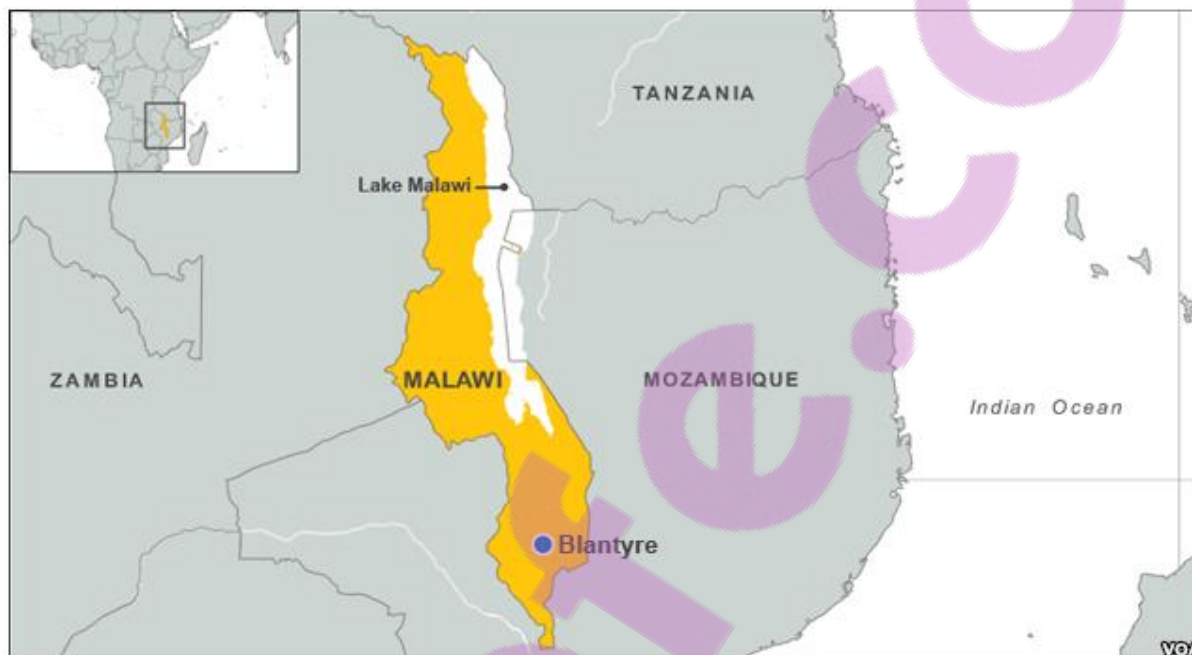 TANZANIA
Lake Malawi
ZAMBIA
MALAWI
MOZAMBIQUE
Indian Ocean
Blantyre